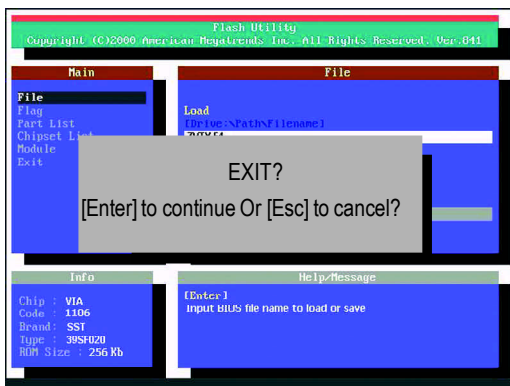 Flash Utility
Copyright (C)2000 American Megatrends Inc. All Rights Reserved. Ver:841
Main
File
Flag
Part List
Chipset List
Module
Exit
File
Load
[Drive:\Path\Filename]
EXIT?
[Enter] to continue Or [Esc] to cancel?
Info
Chip : VIA
Code : 1106
Brand: SST
Type : 39SF020
ROM Size : 256 Kb
Help/Message
[Enter]
Input BIOS file name to load or save